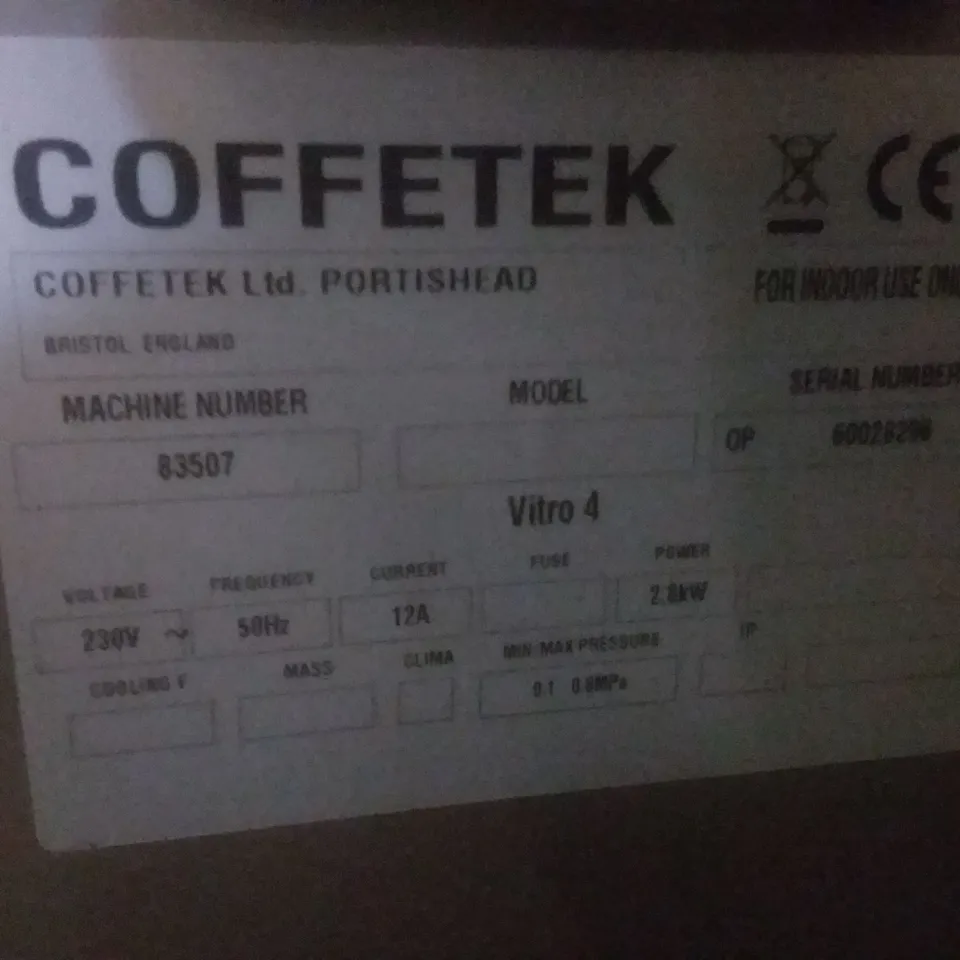 COFFETEK CE
COFFETEK Ltd. PORTISHEAD
FOR INDOOR USE
BRISTOL ENGLAND
MACHINE NUMBER MODEL SERIAL NUMBER
83507 OP
Vitro 4
VOLTAGE FREQUENCY CURRENT FUSE POWER
230V ~ 50Hz 12A 2.8kW
COOLING F MASS CLIMA MIN MAX PRESSURE IP
0.1 0.6MPa